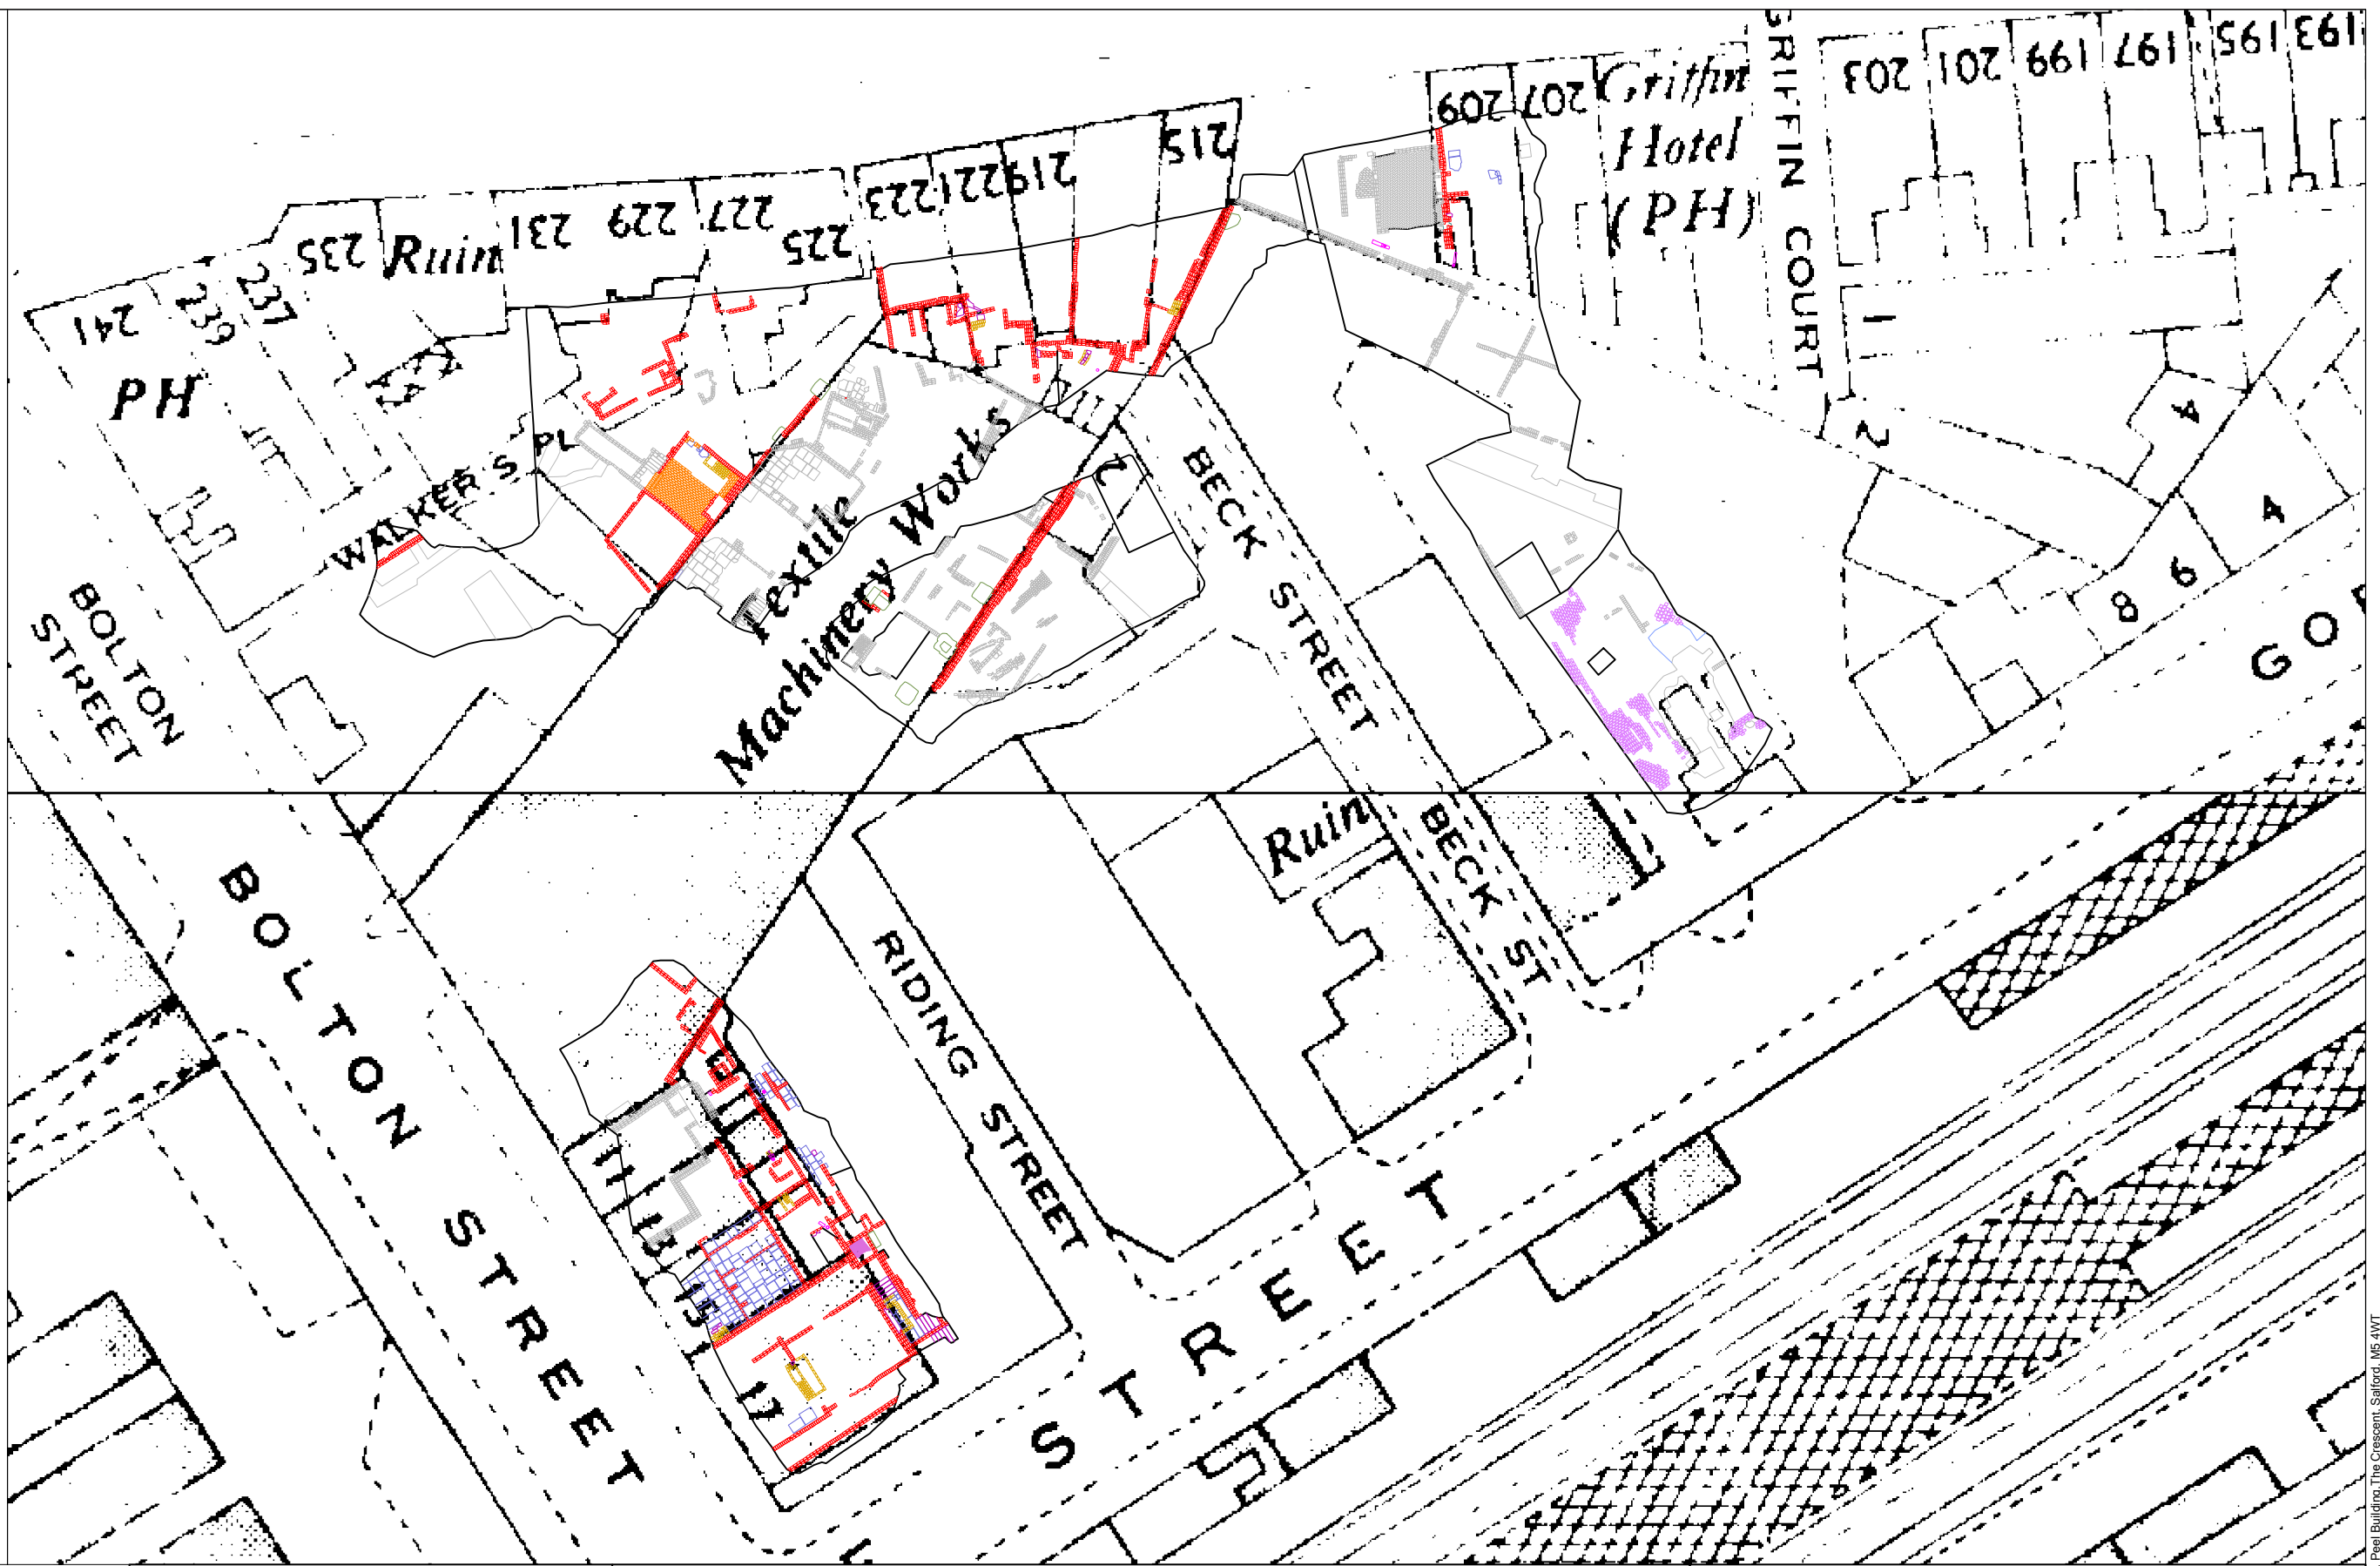 241
239
237
235
Ruin
231
229
227
225
223
221
219
217
215
209
207
Griffin
Hotel
(PH)
GRIFFIN COURT
203
201
199
197
195
193
PH
WALKER'S PL
BOLTON
STREET
Textile
Machinery Works
2
BECK STREET
1
2
4
4
6
8
GO
Ruin
BECK ST
BOLTON STREET
RIDING STREET
11
13
15
17
STREET
Peel Building,The Crescent, Salford, M5 4WT